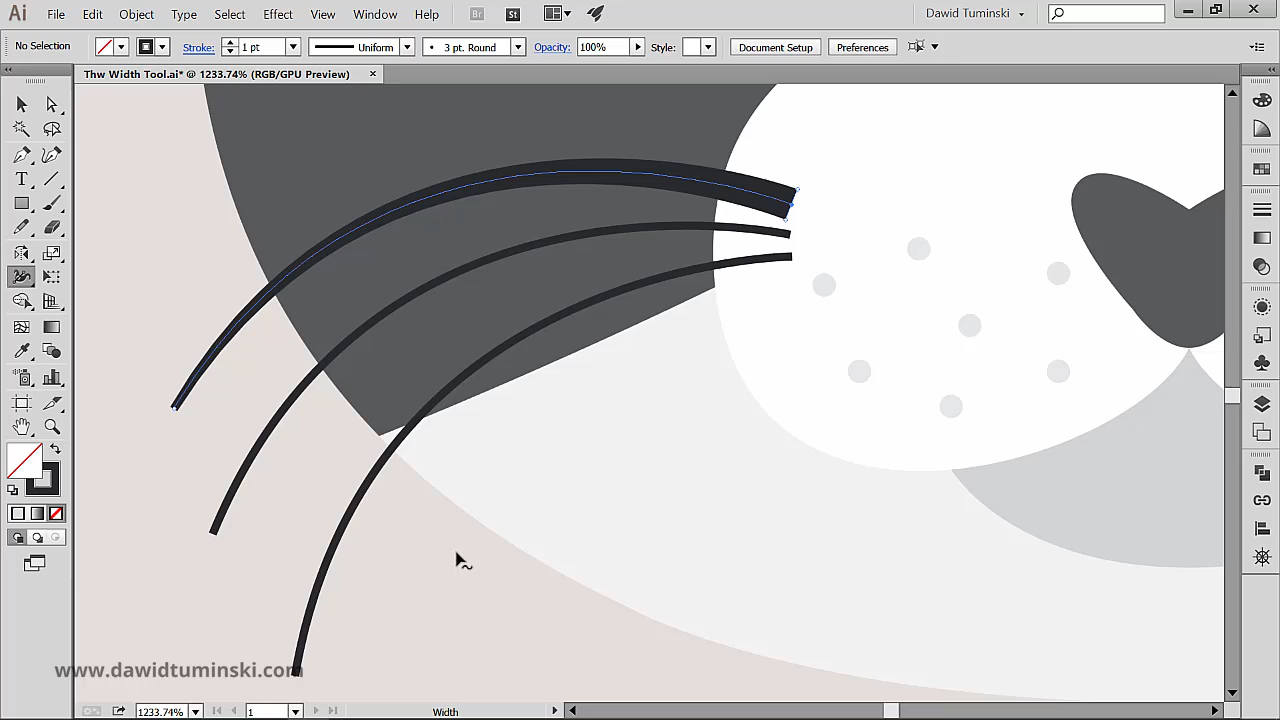 Ai File Edit Object Type Select Effect View Window Help Br St Dawid Tuminski
No Selection Stroke: 1 pt Uniform 3 pt. Round Opacity: 100% Style: Document Setup Preferences
Thw Width Tool.ai* @ 1233.74% (RGB/GPU Preview)
www.dawidtuminski.com
1233.74% 1 Width